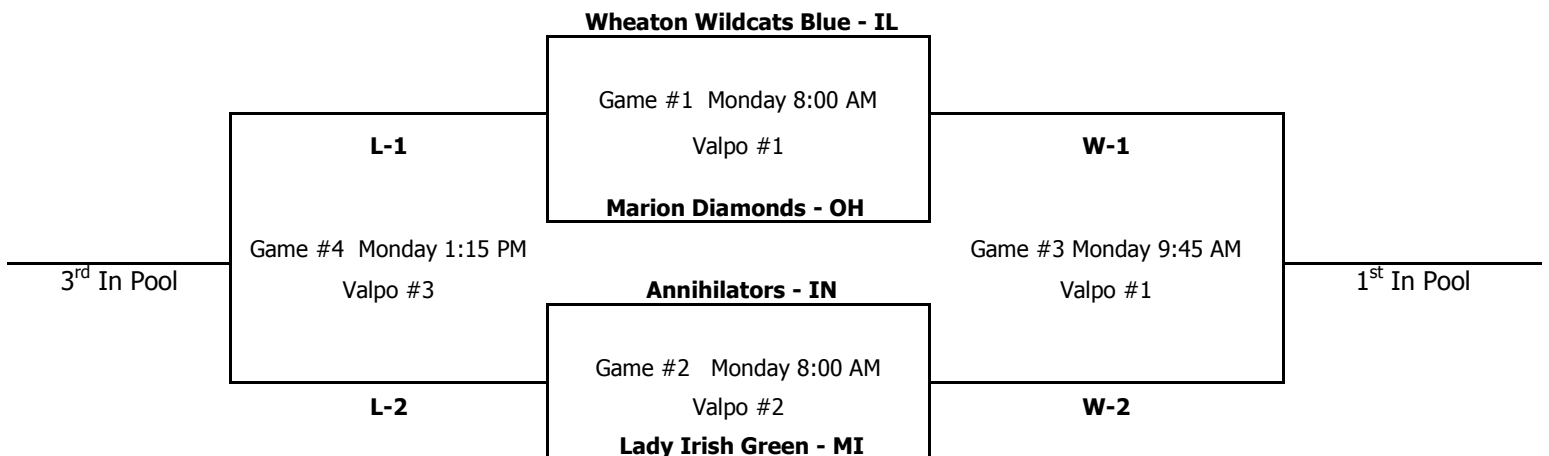 Wheaton Wildcats Blue - IL
Game #1 Monday 8:00 AM
L-1
Valpo #1
W-1
Marion Diamonds - OH
Game #4 Monday 1:15 PM
Game #3 Monday 9:45 AM
3rd In Pool
Valpo #3
Annihilators - IN
Valpo #1
1st In Pool
Game #2 Monday 8:00 AM
L-2
Valpo #2
W-2
Lady Irish Green - MI